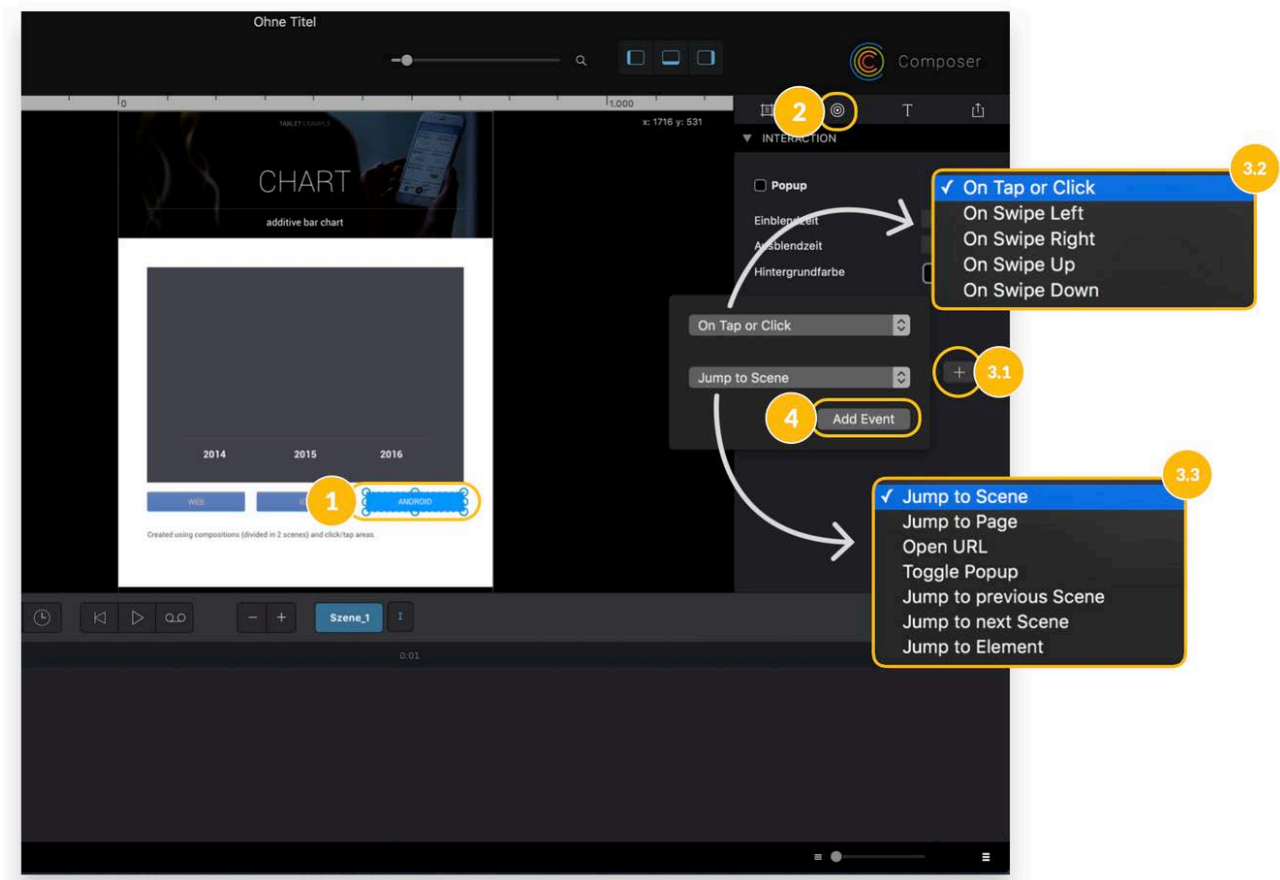 Ohne Titel
Composer
0
1.000
x: 1716 y: 531
2
T
INTERACTION
TABLET EXAMPLE
CHART
additive bar chart
Popup
Einblendzeit
Ausblendzeit
Hintergrundfarbe
3.2
✓ On Tap or Click
On Swipe Left
On Swipe Right
On Swipe Up
On Swipe Down
On Tap or Click
Jump to Scene
+
3.1
4
Add Event
2014
2015
2016
WEB
1
ANDROID
Created using compositions (divided in 2 scenes) and click/tap areas
3.3
✓ Jump to Scene
Jump to Page
Open URL
Toggle Popup
Jump to previous Scene
Jump to next Scene
Jump to Element
− +
Szene_1
I
0:01